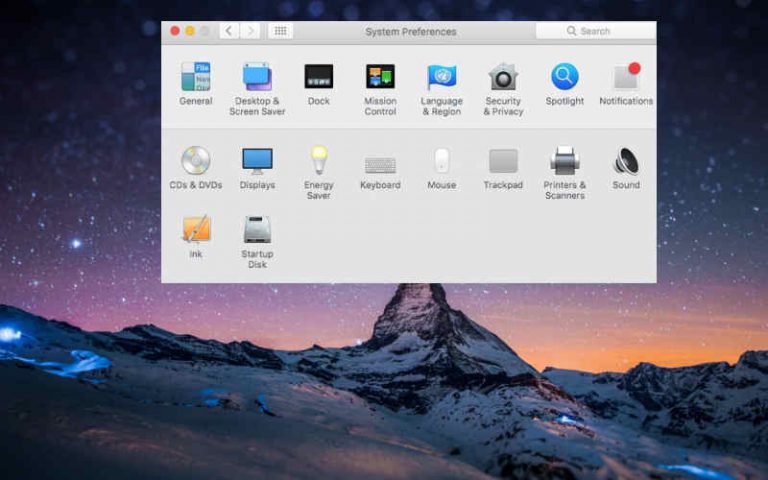 System Preferences
Search
File
New
General
Desktop &
Screen Saver
Dock
Mission
Control
Language
& Region
Security
& Privacy
Spotlight
Notifications
CDs & DVDs
Displays
Energy
Saver
Keyboard
Mouse
Trackpad
Printers &
Scanners
Sound
Ink
Startup
Disk